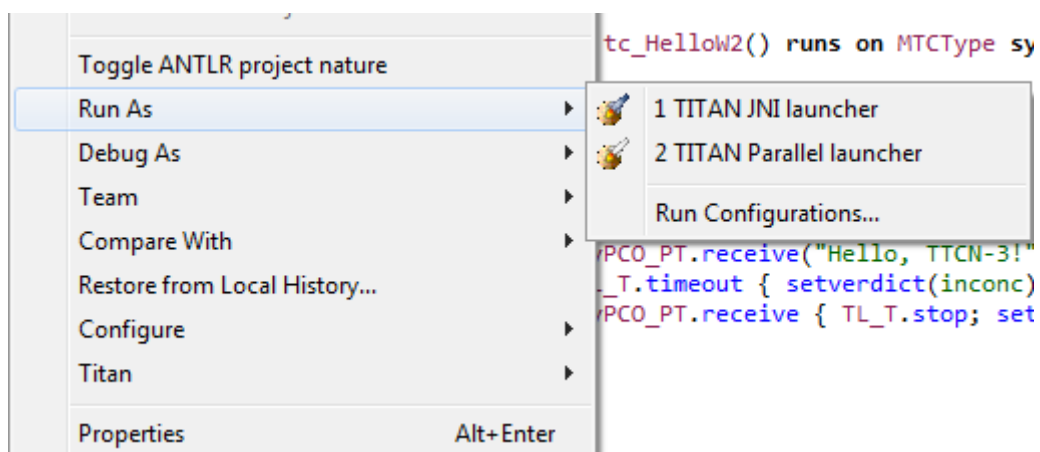 tc_HelloW2() runs on MTCType sy
Toggle ANTLR project nature
Run As
1 TITAN JNI launcher
Debug As
2 TITAN Parallel launcher
Team
Run Configurations...
Compare With
PCO_PT.receive("Hello, TTCN-3!"
Restore from Local History...
_T.timeout { setverdict(inconc)
PCO_PT.receive { TL_T.stop; set
Configure
Titan
Properties Alt+Enter